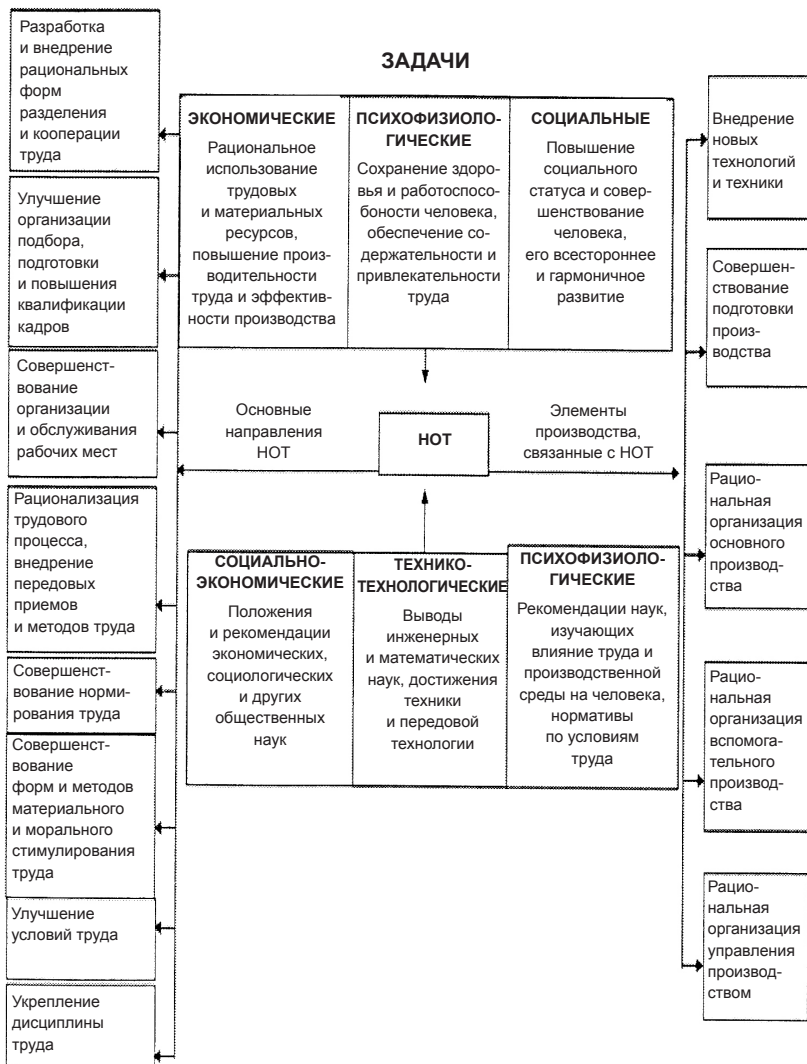 Разработка
и внедрение
рациональных
форм
разделения
и кооперации
труда
Улучшение
организации
подбора,
подготовки
и повышения
квалификации
кадров
Совершенст-
вование
организации
и обслуживания
рабочих мест
Рационализация
трудового
процесса,
внедрение
передовых
приемов
и методов труда
Совершенст-
вование норми-
рования труда
Совершенст-
вование
форм и методов
материального
и морального
стимулирования
труда
Улучшение
условий труда
Укрепление
дисциплины
труда
ЗАДАЧИ
ЭКОНОМИЧЕСКИЕ
Рациональное
использование
трудовых
и материальных
ресурсов,
повышение произ-
водительности
труда и эффектив-
ности производства
ПСИХОФИЗИОЛО-
ГИЧЕСКИЕ
Сохранение здоро-
вья и работоспосо-
боности человека,
обеспечение со-
держательности и
привлекательности
труда
СОЦИАЛЬНЫЕ
Повышение
социального
статуса и совер-
шенствование
человека,
его всестороннее
и гармоничное
развитие
Основные
направления
НОТ
НОТ
Элементы
производства,
связанные с НОТ
СОЦИАЛЬНО-
ЭКОНОМИЧЕСКИЕ
Положения
и рекомендации
экономических,
социологических
и других
общественных
наук
ТЕХНИКО-
ТЕХНОЛОГИЧЕСКИЕ
Выводы
инженерных
и математических
наук, достижения
техники
и передовой
технологии
ПСИХОФИЗИОЛО-
ГИЧЕСКИЕ
Рекомендации наук,
изучающих
влияние труда и
производственной
среды на человека,
нормативы
по условиям
труда
Внедрение
новых
технологий
и техники
Совершен-
ствование
подготовки
произ-
водства
Рацио-
нальная
организация
основного
производ-
ства
Рацио-
нальная
организация
вспомога-
тельного
производ-
ства
Рацио-
нальная
организация
управления
производ-
ством